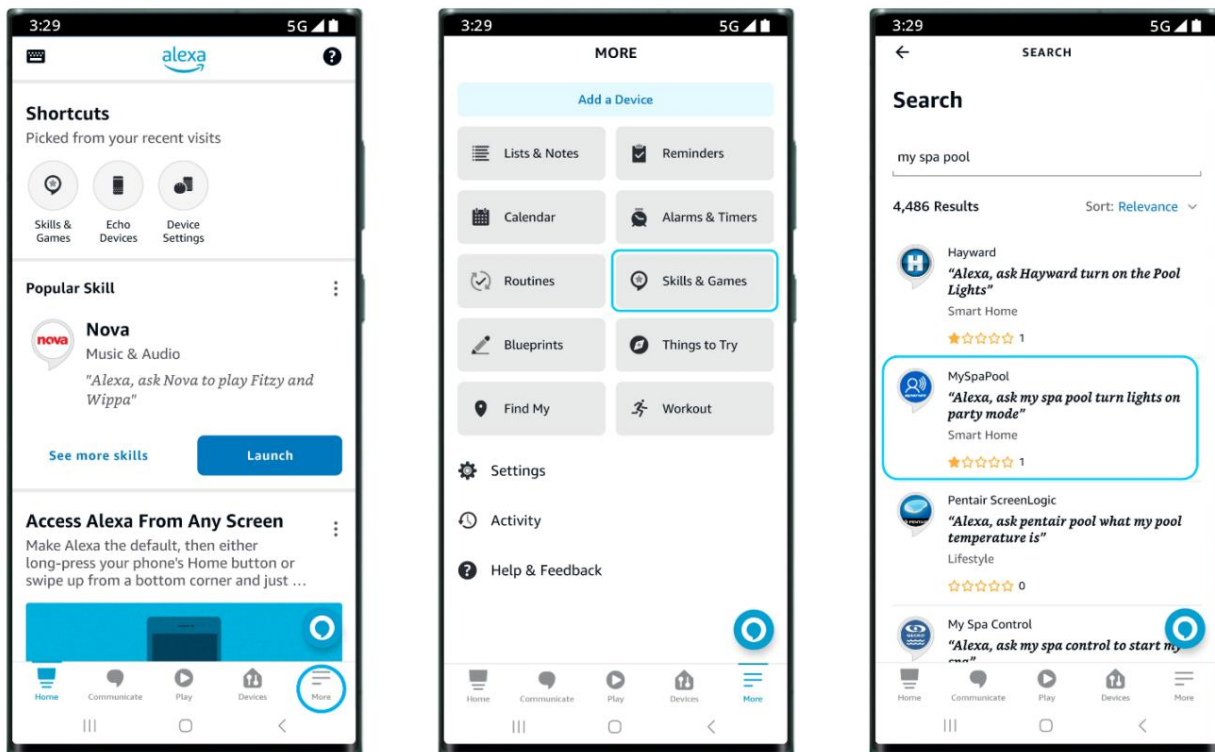 3:29
5G
alexa
Shortcuts
Picked from your recent visits
Skills &
Games
Echo
Devices
Device
Settings
Popular Skill
nova
Nova
Music & Audio
"Alexa, ask Nova to play Fitzy and
Wippa"
See more skills
Launch
Access Alexa From Any Screen
Make Alexa the default, then either
long-press your phone's Home button or
swipe up from a bottom corner and just ...
Home
Communicate
Play
Devices
More
3:29
5G
MORE
Add a Device
Lists & Notes
Reminders
Calendar
Alarms & Timers
Routines
Skills & Games
Blueprints
Things to Try
Find My
Workout
Settings
Activity
Help & Feedback
Home
Communicate
Play
Devices
More
3:29
5G
SEARCH
Search
my spa pool
4,486 Results
Sort: Relevance
H
Hayward
“Alexa, ask Hayward turn on the Pool
Lights”
Smart Home
1
MySpaPool
“Alexa, ask my spa pool turn lights on
party mode”
Smart Home
1
Pentair ScreenLogic
“Alexa, ask pentair pool what my pool
temperature is”
Lifestyle
0
My Spa Control
“Alexa, ask my spa control to start my
spa”
Home
Communicate
Play
Devices
More